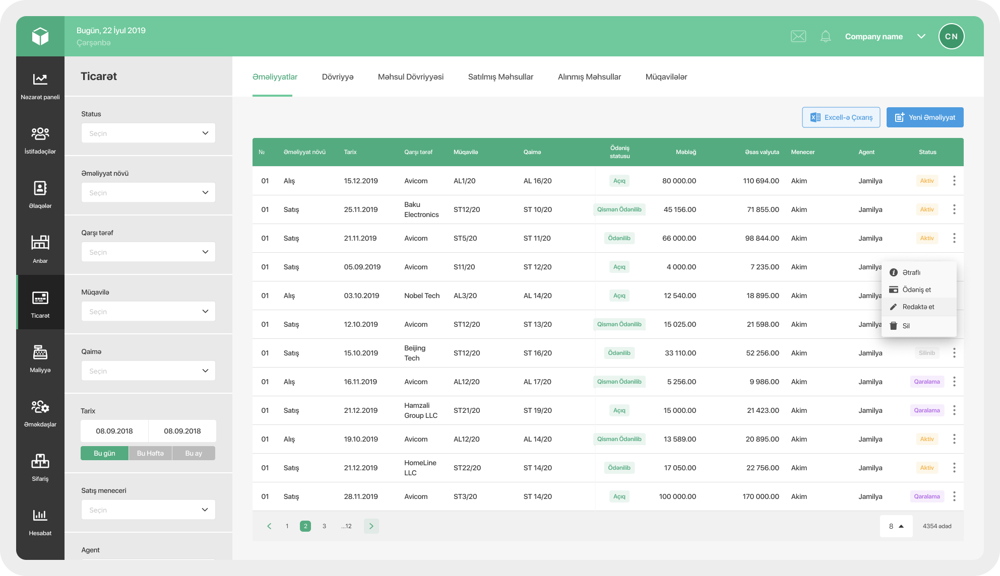 Bugün, 22 İyul 2019
Çərşənbə
Company name
CN
Nəzarət paneli
İstifadəçilər
Əlaqələr
Anbar
Ticarət
Maliyyə
Əməkdaşlar
Sifariş
Hesabat
Ticarət
Status
Seçin
Əməliyyat növü
Seçin
Qarşı tərəf
Seçin
Müqavilə
Seçin
Qaimə
Seçin
Tarix
08.09.2018 08.09.2018
Bu gün Bu Həftə Bu ay
Satış meneceri
Seçin
Agent
Əməliyyatlar Dövriyyə Məhsul Dövriyyəsi Satılmış Məhsullar Alınmış Məhsullar Müqavilələr
Excell-ə Çıxarış Yeni Əməliyyat
№ Əməliyyat növü Tarix Qarşı tərəf Müqavilə Qaimə Ödəniş statusu Məbləğ Əsas valyuta Menecer Agent Status
01 Alış 15.12.2019 Avicom AL1/20 AL 16/20 Açıq 80 000.00 110 694.00 Akim Jamilya Aktiv
01 Satış 25.11.2019 Baku Electronics ST12/20 ST 10/20 Qismən Ödənilib 45 156.00 71 855.00 Akim Jamilya Aktiv
01 Satış 21.11.2019 Avicom ST5/20 ST 11/20 Ödənilib 66 000.00 98 844.00 Akim Jamilya Aktiv
01 Satış 05.09.2019 Avicom S11/20 ST 12/20 Açıq 4 000.00 7 235.00 Akim Jamilya
01 Alış 03.10.2019 Nobel Tech AL3/20 AL 14/20 Açıq 12 540.00 18 895.00 Akim Jamilya
01 Satış 12.10.2019 Avicom ST12/20 ST 13/20 Qismən Ödənilib 15 025.00 21 598.00 Akim Jamilya
01 Satış 15.10.2019 Beijing Tech ST12/20 ST 16/20 Ödənilib 33 110.00 52 256.00 Akim Jamilya Silinib
01 Alış 16.11.2019 Avicom AL12/20 AL 17/20 Qismən Ödənilib 5 256.00 9 986.00 Akim Jamilya Qaralama
01 Satış 21.12.2019 Hamzali Group LLC ST21/20 ST 19/20 Açıq 15 000.00 21 423.00 Akim Jamilya Qaralama
01 Alış 19.10.2019 Avicom AL12/20 AL 14/20 Qismən Ödənilib 13 589.00 20 895.00 Akim Jamilya Aktiv
01 Satış 21.12.2019 HomeLine LLC ST22/20 ST 14/20 Ödənilib 17 050.00 22 756.00 Akim Jamilya Aktiv
01 Satış 28.11.2019 Avicom ST3/20 ST 14/20 Açıq 100 000.00 170 000.00 Akim Jamilya Qaralama
Ətraflı
Ödəniş et
Redaktə et
Sil
1 2 3 ...12
8 4354 ədəd